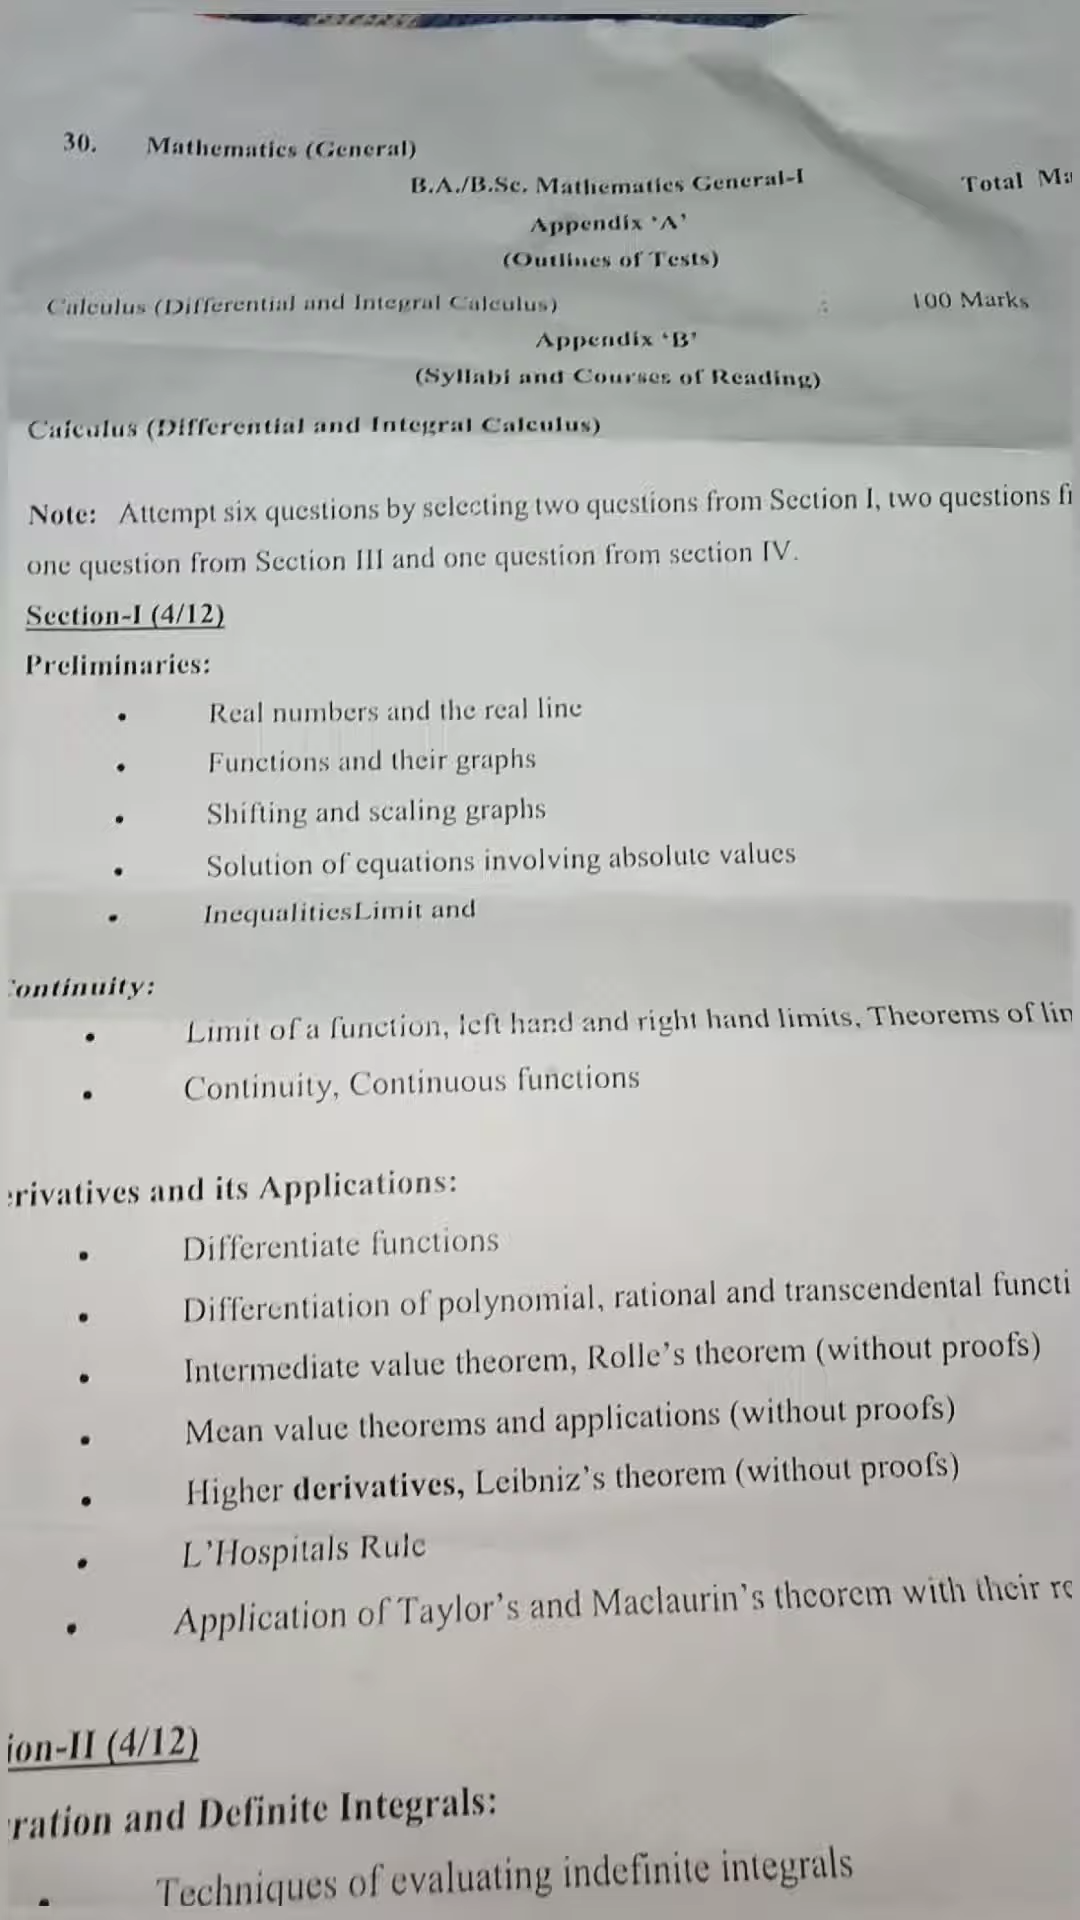 30. Mathematics (General)
B.A./B.Sc. Mathematics General-I Total Ma
Appendix 'A'
(Outlines of Tests)
Calculus (Differential and Integral Calculus) : 100 Marks
Appendix 'B'
(Syllabi and Courses of Reading)
Calculus (Differential and Integral Calculus)
Note: Attempt six questions by selecting two questions from Section I, two questions fr
one question from Section III and one question from section IV.
Section-I (4/12)
Preliminaries:
• Real numbers and the real line
• Functions and their graphs
• Shifting and scaling graphs
• Solution of equations involving absolute values
• InequalitiesLimit and
Continuity:
• Limit of a function, left hand and right hand limits, Theorems of lim
• Continuity, Continuous functions
erivatives and its Applications:
• Differentiate functions
• Differentiation of polynomial, rational and transcendental functi
• Intermediate value theorem, Rolle's theorem (without proofs)
• Mean value theorems and applications (without proofs)
• Higher derivatives, Leibniz's theorem (without proofs)
• L'Hospitals Rule
• Application of Taylor's and Maclaurin's theorem with their re
ion-II (4/12)
ration and Definite Integrals:
• Techniques of evaluating indefinite integrals